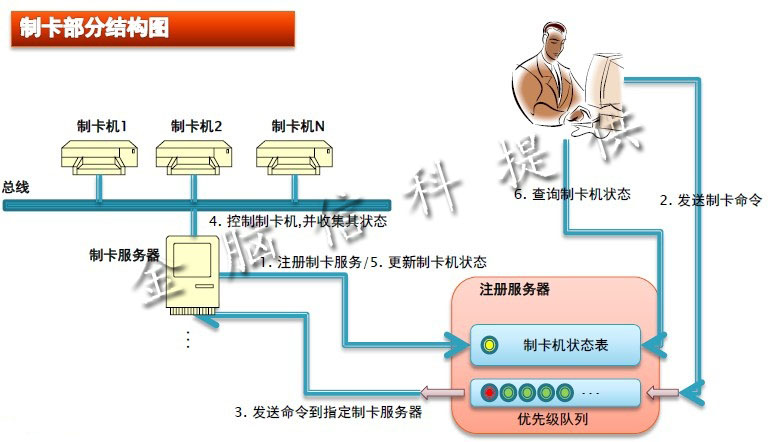 制卡部分结构图
制卡机1
制卡机2
制卡机N
总线
4. 控制制卡机,并收集其状态
6. 查询制卡机状态
2. 发送制卡命令
制卡服务器
1. 注册制卡服务/5. 更新制卡机状态
注册服务器
制卡机状态表
...
3. 发送命令到指定制卡服务器
优先级队列
...
金脑信科提供